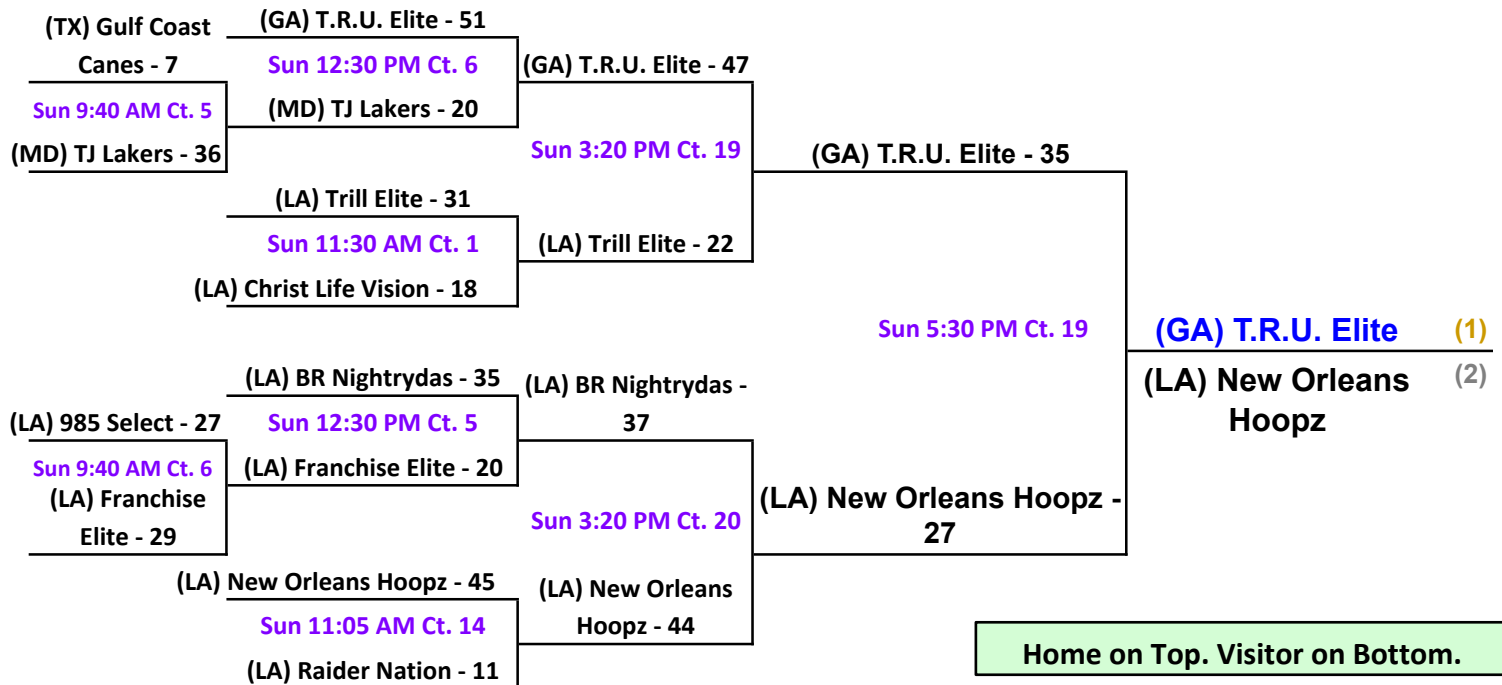 (TX) Gulf Coast
Canes - 7
Sun 9:40 AM Ct. 5
(MD) TJ Lakers - 36
(GA) T.R.U. Elite - 51
Sun 12:30 PM Ct. 6
(MD) TJ Lakers - 20
(LA) Trill Elite - 31
Sun 11:30 AM Ct. 1
(LA) Christ Life Vision - 18
(GA) T.R.U. Elite - 47
Sun 3:20 PM Ct. 19
(LA) Trill Elite - 22
(GA) T.R.U. Elite - 35
Sun 5:30 PM Ct. 19
(LA) 985 Select - 27
Sun 9:40 AM Ct. 6
(LA) Franchise
Elite - 29
(LA) BR Nightrydas - 35
Sun 12:30 PM Ct. 5
(LA) Franchise Elite - 20
(LA) New Orleans Hoopz - 45
Sun 11:05 AM Ct. 14
(LA) Raider Nation - 11
(LA) BR Nightrydas -
37
Sun 3:20 PM Ct. 20
(LA) New Orleans
Hoopz - 44
(LA) New Orleans Hoopz -
27
(GA) T.R.U. Elite (1)
(LA) New Orleans (2)
Hoopz
Home on Top. Visitor on Bottom.